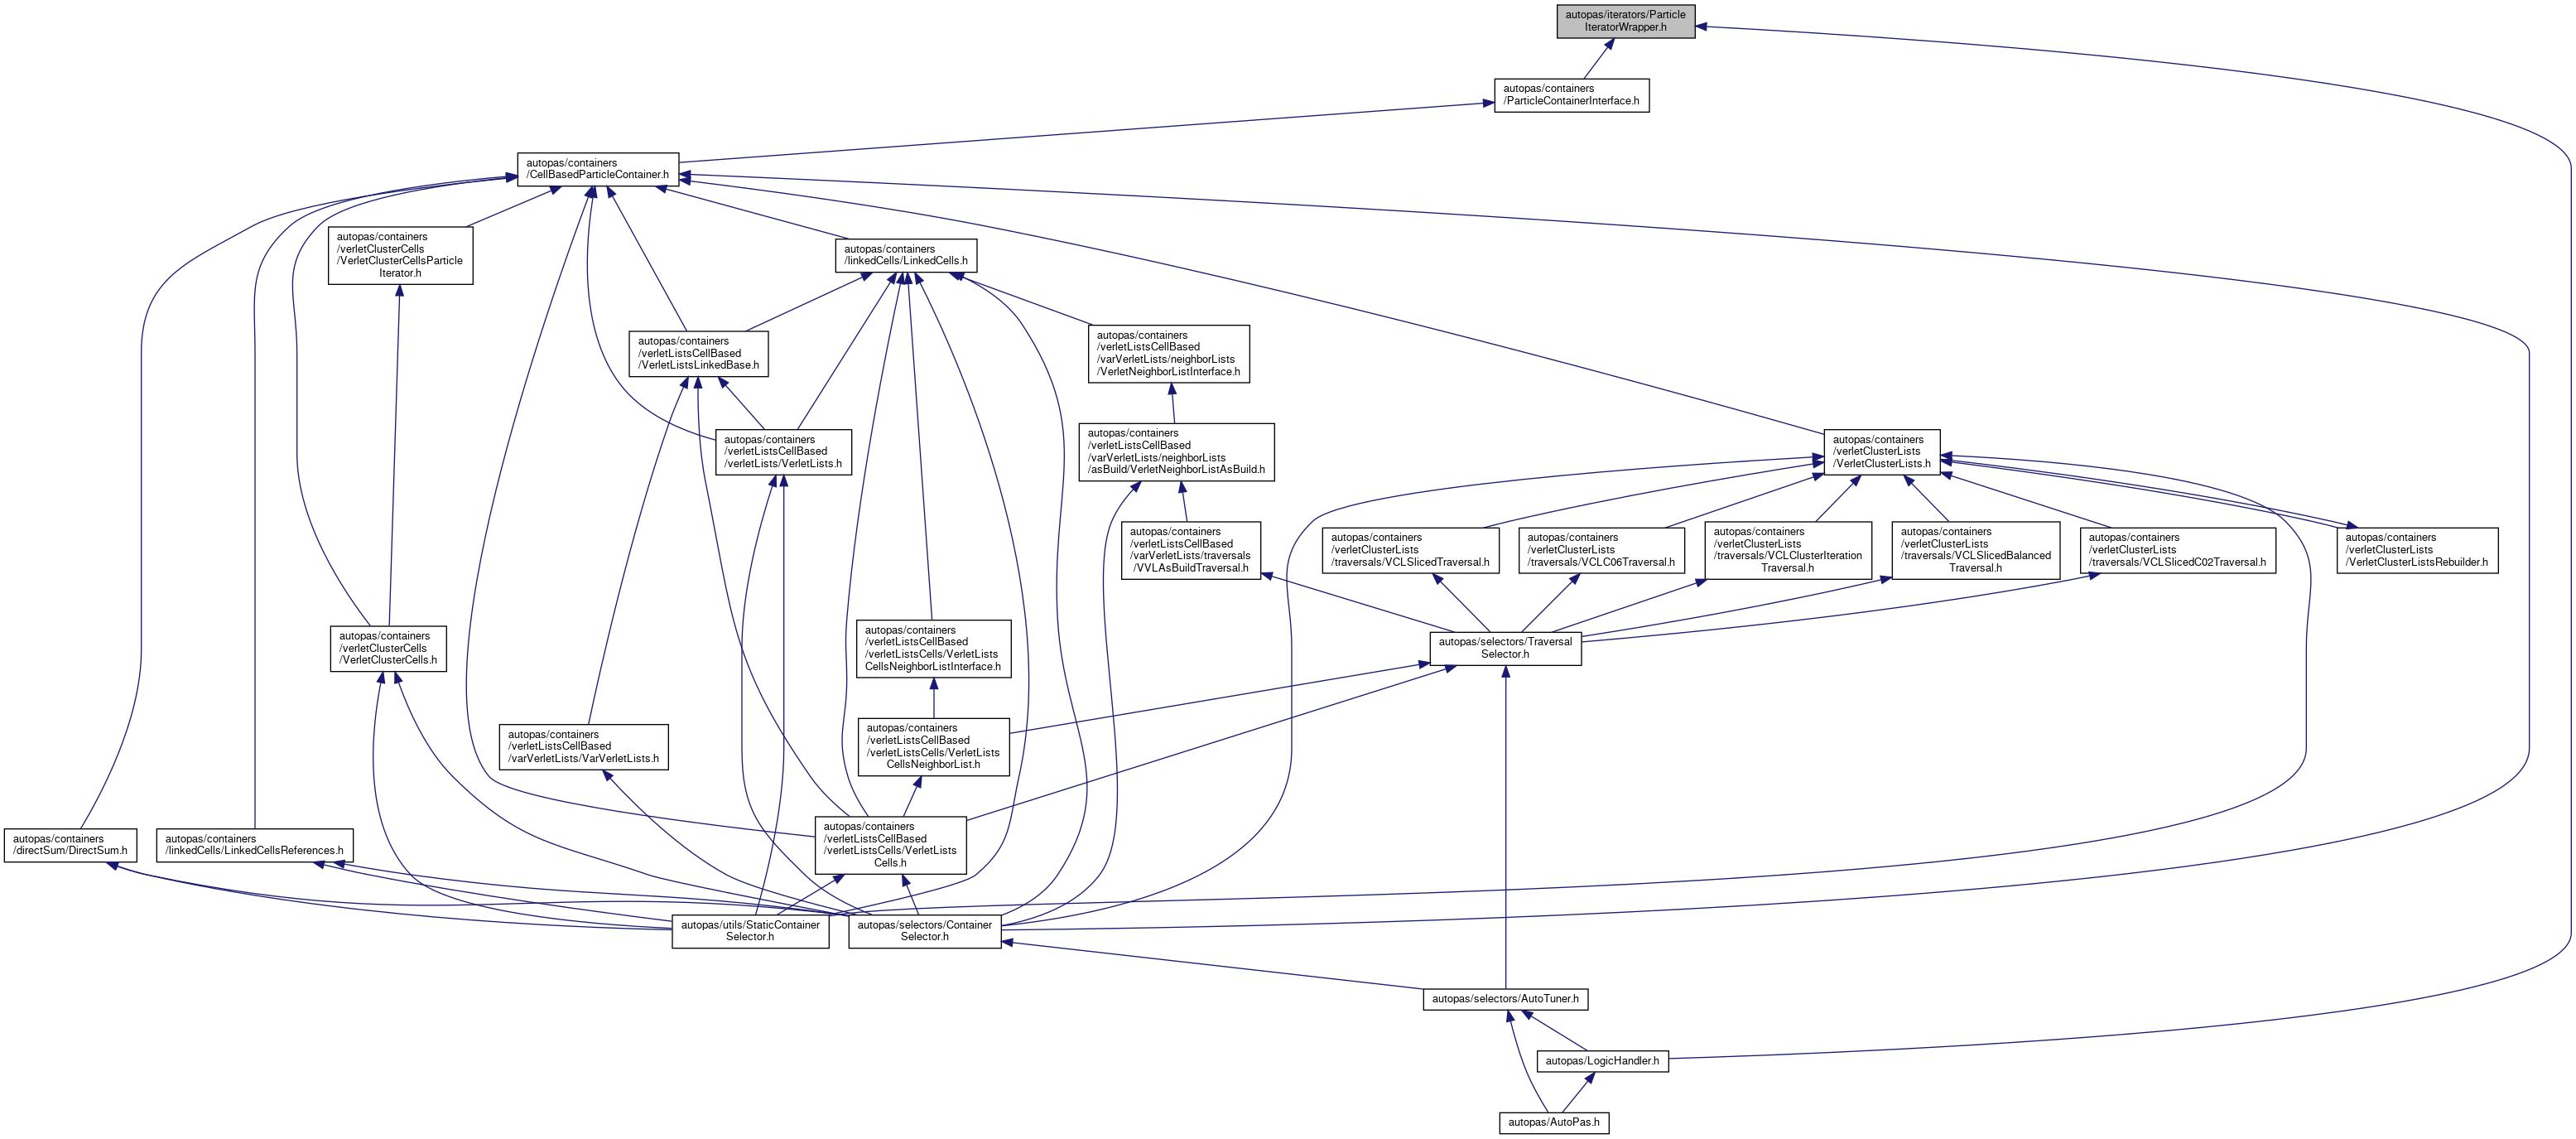 autopas/iterators/Particle
IteratorWrapper.h
autopas/containers
/ParticleContainerInterface.h
autopas/containers
/CellBasedParticleContainer.h
autopas/containers
/verletClusterCells
/VerletClusterCellsParticle
Iterator.h
autopas/containers
/linkedCells/LinkedCells.h
autopas/containers
/verletListsCellBased
/VerletListsLinkedBase.h
autopas/containers
/verletListsCellBased
/varVerletLists/neighborLists
/VerletNeighborListInterface.h
autopas/containers
/verletListsCellBased
/verletLists/VerletLists.h
autopas/containers
/verletListsCellBased
/varVerletLists/neighborLists
/asBuild/VerletNeighborListAsBuild.h
autopas/containers
/verletClusterLists
/VerletClusterLists.h
autopas/containers
/verletListsCellBased
/varVerletLists/traversals
/VVLAsBuildTraversal.h
autopas/containers
/verletClusterLists
/traversals/VCLSlicedTraversal.h
autopas/containers
/verletClusterLists
/traversals/VCLC06Traversal.h
autopas/containers
/verletClusterLists
/traversals/VCLClusterIteration
Traversal.h
autopas/containers
/verletClusterLists
/traversals/VCLSlicedBalanced
Traversal.h
autopas/containers
/verletClusterLists
/traversals/VCLSlicedC02Traversal.h
autopas/containers
/verletClusterLists
/VerletClusterListsRebuilder.h
autopas/containers
/verletClusterCells
/VerletClusterCells.h
autopas/containers
/verletListsCellBased
/verletListsCells/VerletLists
CellsNeighborListInterface.h
autopas/selectors/Traversal
Selector.h
autopas/containers
/verletListsCellBased
/varVerletLists/VarVerletLists.h
autopas/containers
/verletListsCellBased
/verletListsCells/VerletLists
CellsNeighborList.h
autopas/containers
/directSum/DirectSum.h
autopas/containers
/linkedCells/LinkedCellsReferences.h
autopas/containers
/verletListsCellBased
/verletListsCells/VerletLists
Cells.h
autopas/utils/StaticContainer
Selector.h
autopas/selectors/Container
Selector.h
autopas/selectors/AutoTuner.h
autopas/LogicHandler.h
autopas/AutoPas.h